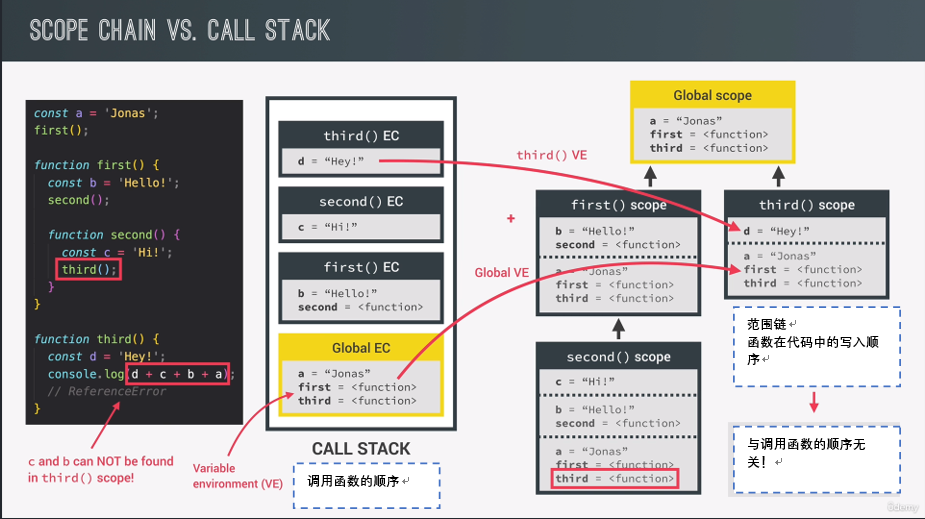 SCOPE CHAIN VS. CALL STACK
const a = 'Jonas';
first();
function first() {
const b = 'Hello!';
second();
function second() {
const c = 'Hi!';
third();
}
}
function third() {
const d = 'Hey!';
console.log(d + c + b + a);
// ReferenceError
}
c and b can NOT be found
in third() scope!
third() EC
d = “Hey!”
second() EC
c = “Hi!”
first() EC
b = “Hello!”
second = <function>
Global EC
a = “Jonas”
first = <function>
third = <function>
CALL STACK
Variable
environment (VE)
调用函数的顺序↵
third() VE
+
Global VE
Global scope
a = “Jonas”
first = <function>
third = <function>
first() scope
b = “Hello!”
second = <function>
a = “Jonas”
first = <function>
third = <function>
second() scope
c = “Hi!”
b = “Hello!”
second = <function>
a = “Jonas”
first = <function>
third = <function>
third() scope
d = “Hey!”
a = “Jonas”
first = <function>
third = <function>
范围链↵
函数在代码中的写入顺
序↵
与调用函数的顺序无
关！↵
Udemy